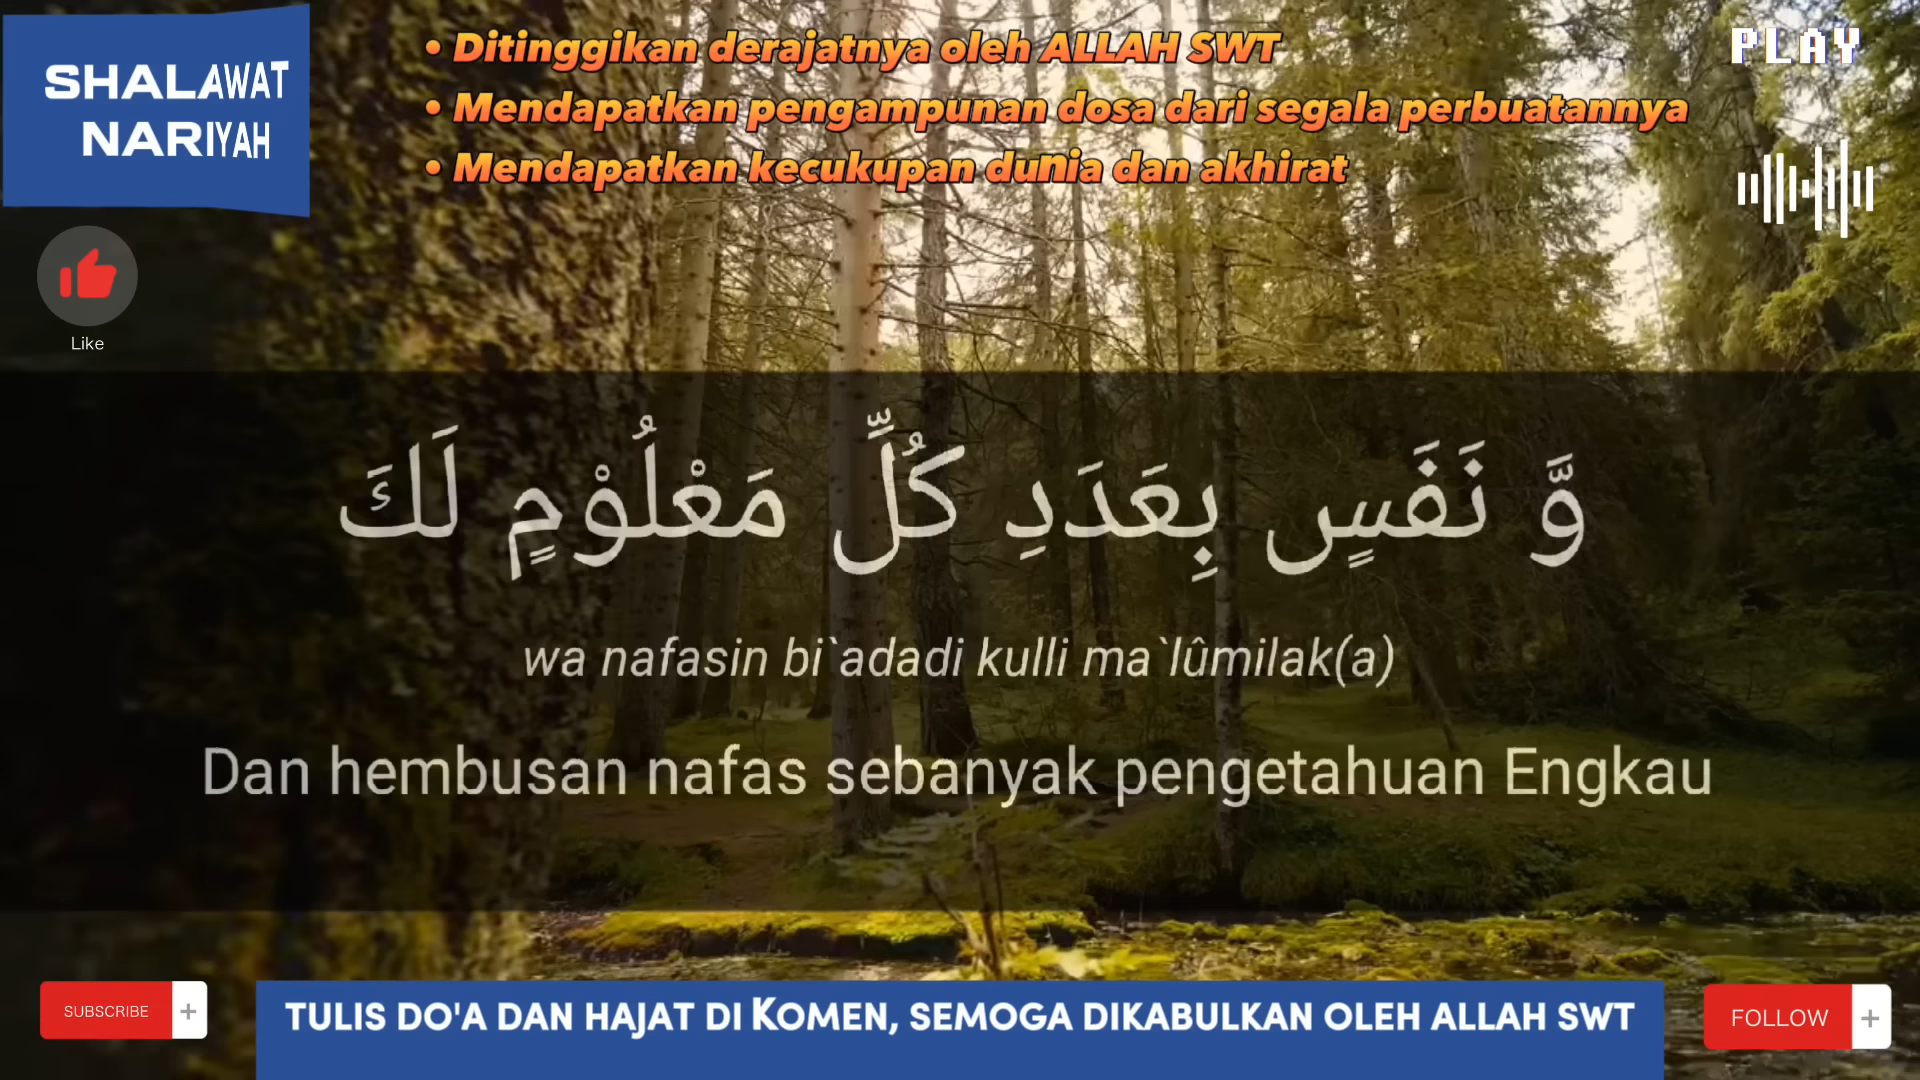 SHALAWAT
NARIYAH
• Ditinggikan derajatnya oleh ALLAH SWT
• Mendapatkan pengampunan dosa dari segala perbuatannya
• Mendapatkan kecukupan dunia dan akhirat
PLAY
Like
وَّ نَفَسٍ بِعَدَدِ كُلِّ مَعْلُوْمٍ لَكَ
wa nafasin bi`adadi kulli ma`lûmilak(a)
Dan hembusan nafas sebanyak pengetahuan Engkau
SUBSCRIBE +
TULIS DO'A DAN HAJAT DI KOMEN, SEMOGA DIKABULKAN OLEH ALLAH SWT
FOLLOW +